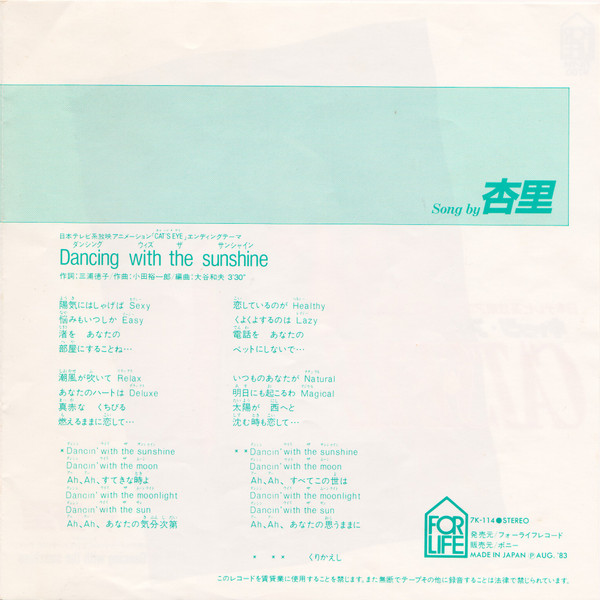 Song by 杏里
日本テレビ系放映アニメーション「CAT'S EYE」エンディングテーマ
ダンシング ウィズ ザ サンシャイン
Dancing with the sunshine
作詞:三浦徳子/作曲:小田裕一郎/編曲:大谷和夫 3'30"
陽気にはしゃげば Sexy
悩みもいつしか Easy
渚を あなたの
部屋にすることね…
潮風が吹いて Relax
あなたのハートは Deluxe
真赤な くちびる
燃えるままに恋して…
*Dancin' with the sunshine
Dancin' with the moon
Ah、Ah、すてきな時よ
Dancin' with the moonlight
Dancin' with the sun
Ah、Ah、あなたの気分次第
恋しているのが Healthy
くよくよするのは Lazy
電話を あなたの
ペットにしないで…
いつものあなたが Natural
明日にも起こるわ Magical
太陽が 西へと
沈む時も恋して…
**Dancin' with the sunshine
Dancin' with the moon
Ah、Ah、すべてこの世は
Dancin' with the moonlight
Dancin' with the sun
Ah、Ah、あなたの思うままに
* ** くりかえし
FOR
LIFE
7K-114●STEREO
発売元/フォーライフレコード
販売元/ポニー
MADE IN JAPAN Ⓟ AUG. '83
このレコードを賃貸業に使用することを禁じます。また無断でテープその他に録音することは法律で禁じられています。